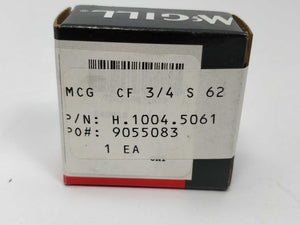 McGILL
MCG CF 3/4 S 62
P/N: H.1004.5061
PO#: 9055083
1 EA